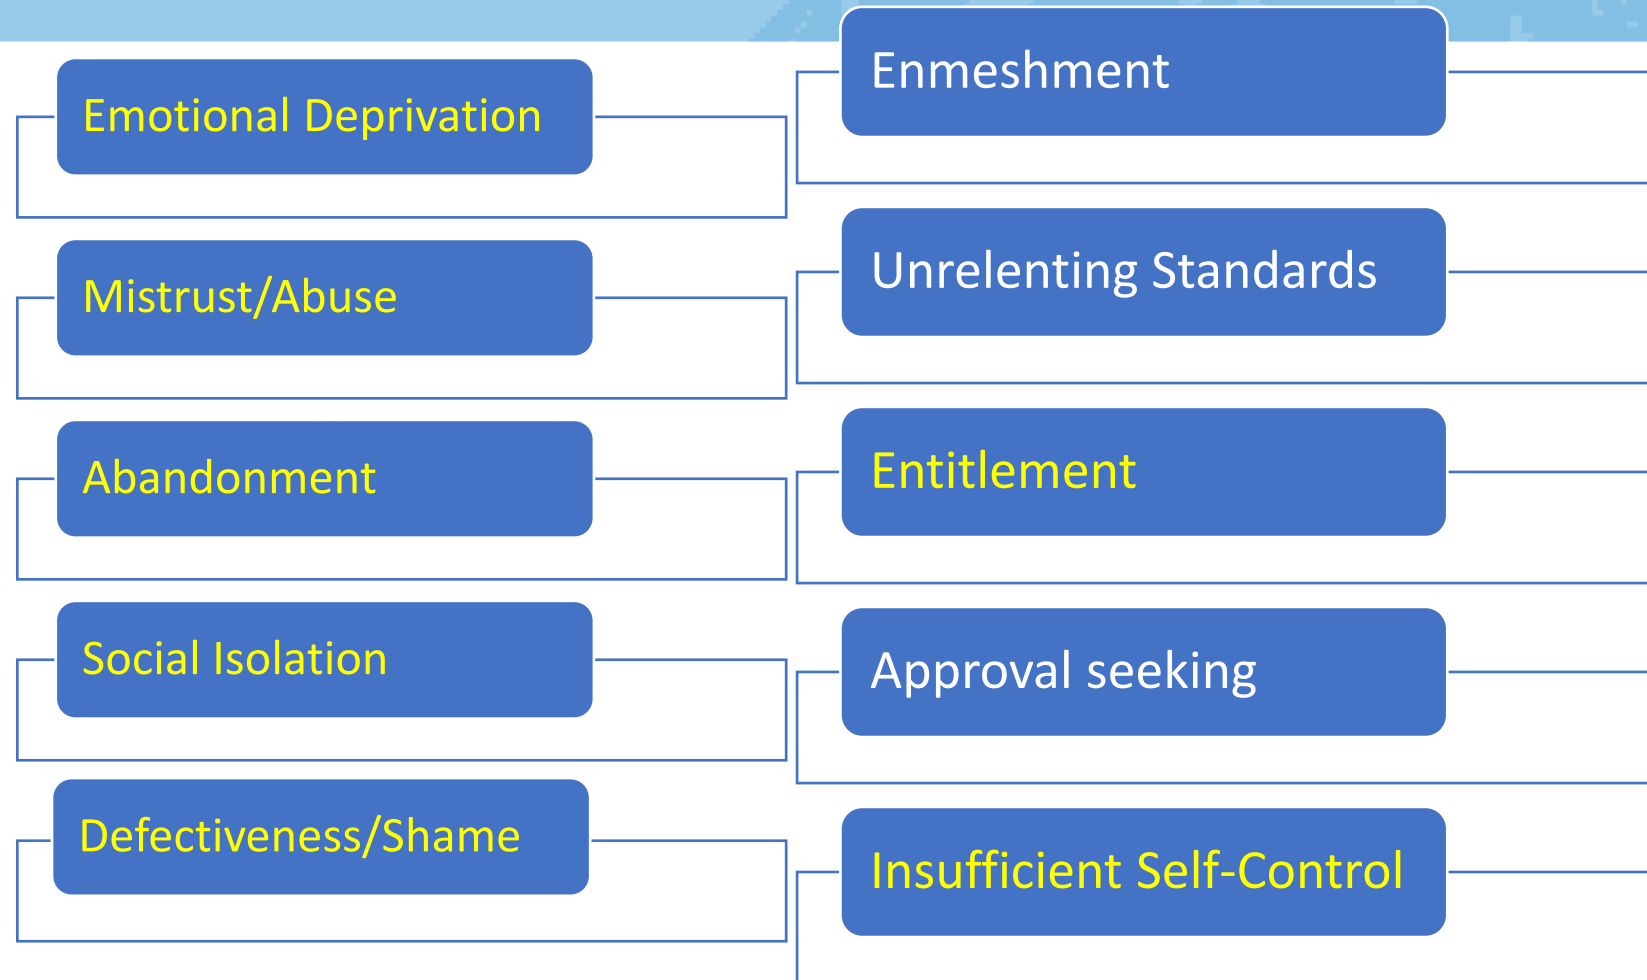 Emotional Deprivation
Mistrust/Abuse
Abandonment
Social Isolation
Defectiveness/Shame
Enmeshment
Unrelenting Standards
Entitlement
Approval seeking
Insufficient Self-Control